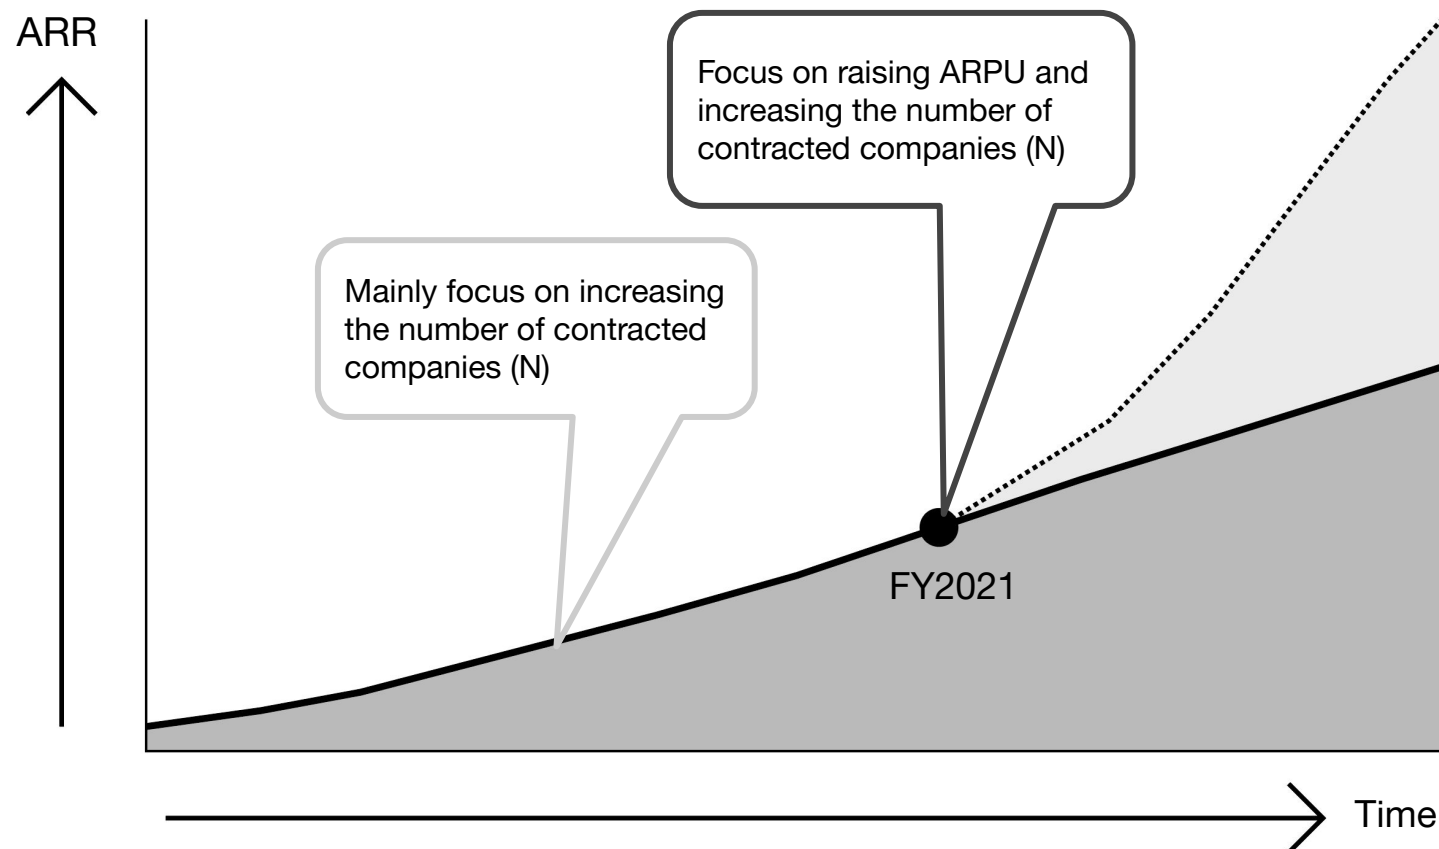 ARR
Focus on raising ARPU and
increasing the number of
contracted companies (N)
Mainly focus on increasing
the number of contracted
companies (N)
FY2021
Time